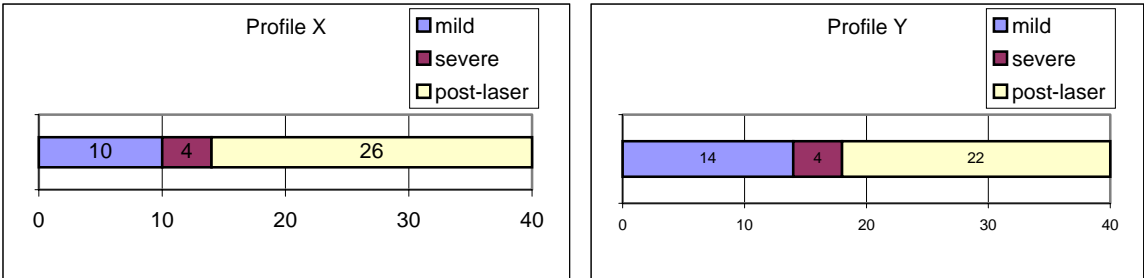 Profile X
mild
severe
post-laser
10 4 26
0 10 20 30 40
Profile Y
mild
severe
post-laser
14 4 22
0 10 20 30 40